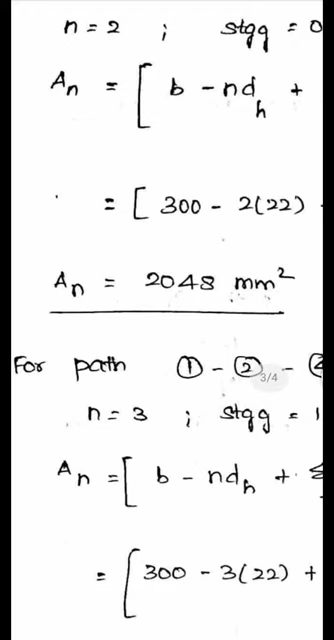 n = 2 ; stgg = 0
An = [ b - ndh +
= [ 300 - 2(22)
An = 2048 mm²
For path ① - ② -
3/4
n = 3 ; stgg = 1
An = [ b - ndh + Σ
= [ 300 - 3(22) +